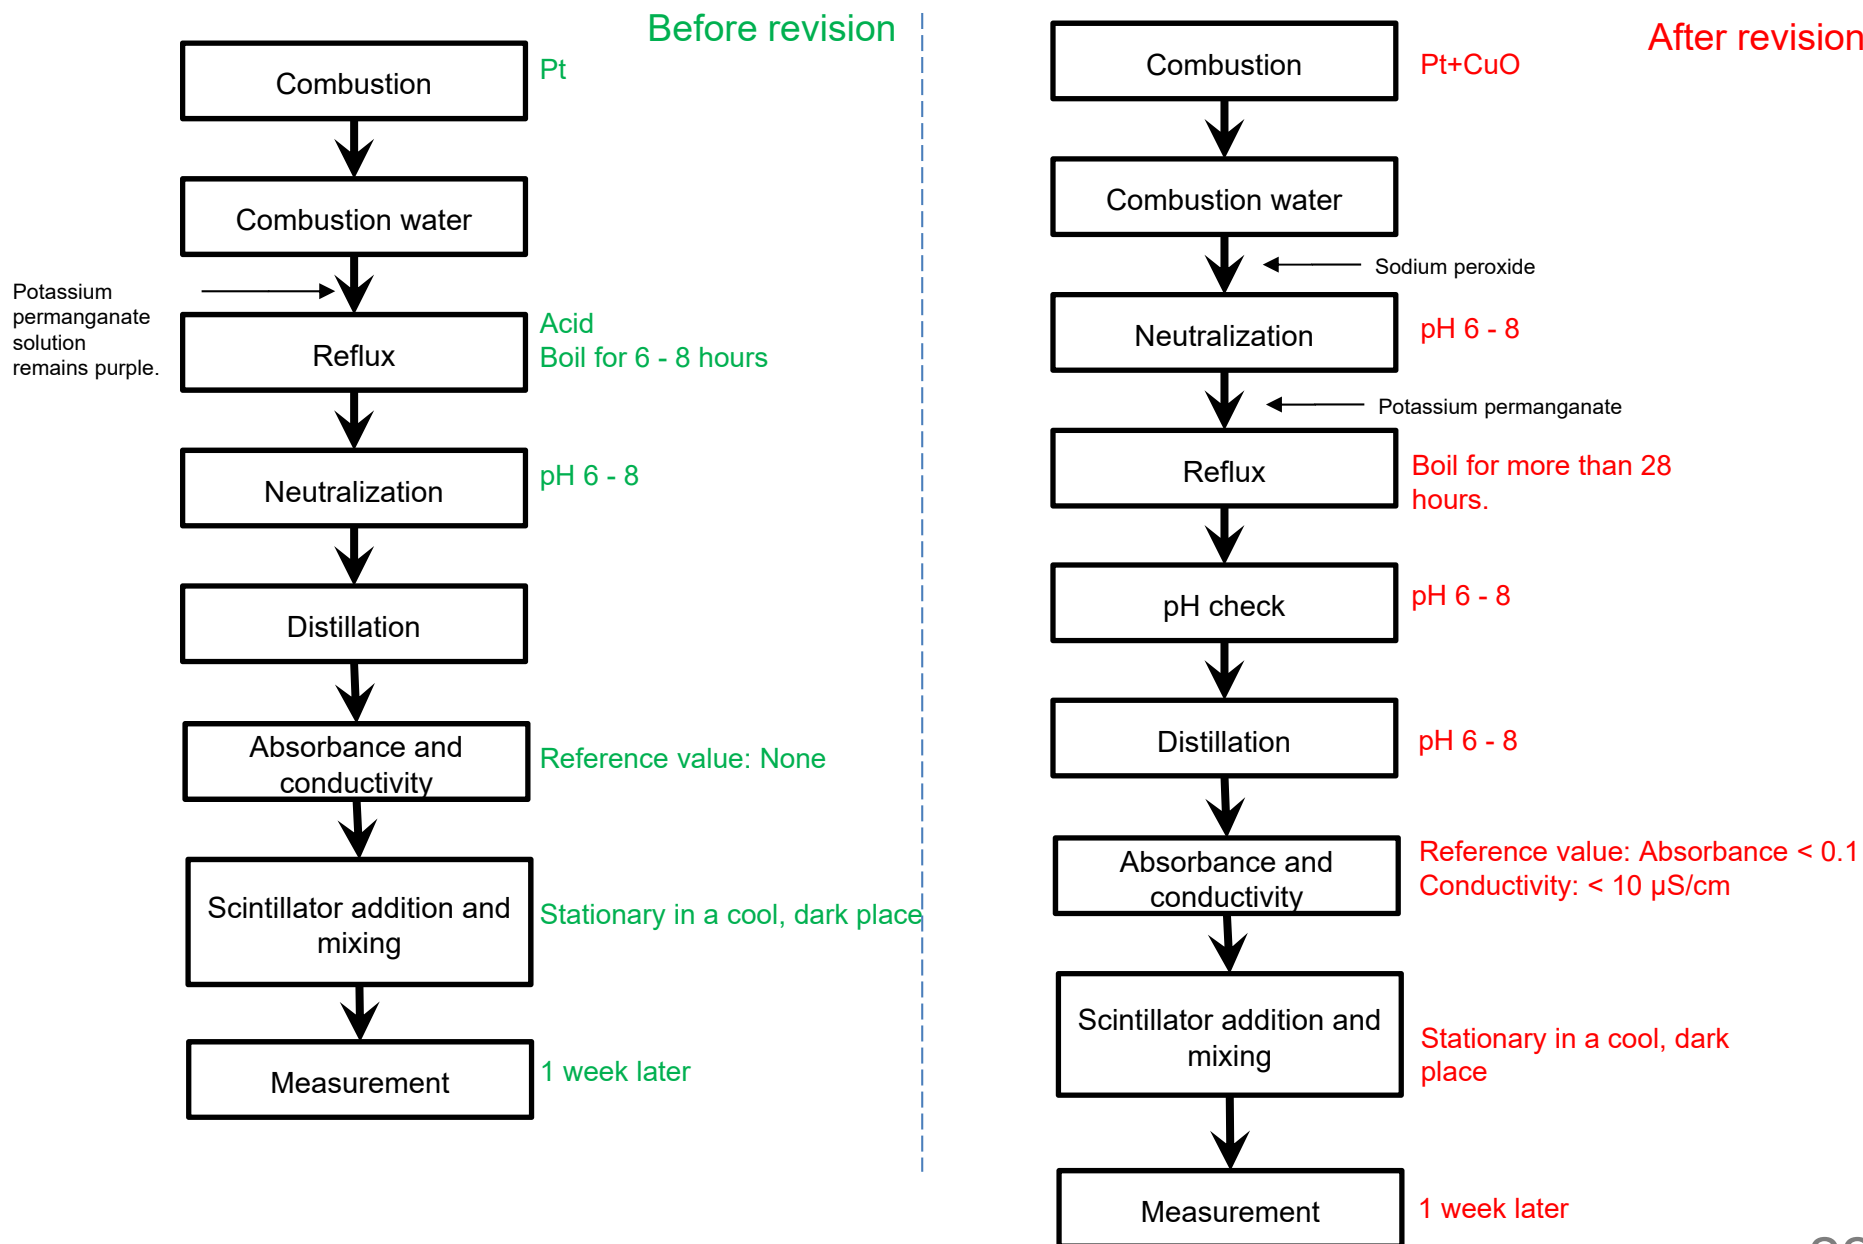 Before revision
Combustion
Pt
Combustion water
Potassium
permanganate
solution
remains purple.
Reflux
Acid
Boil for 6 - 8 hours
Neutralization
pH 6 - 8
Distillation
Absorbance and
conductivity
Reference value: None
Scintillator addition and
mixing
Stationary in a cool, dark place
Measurement
1 week later
After revision
Combustion
Pt+CuO
Combustion water
Sodium peroxide
Neutralization
pH 6 - 8
Potassium permanganate
Reflux
Boil for more than 28
hours.
pH check
pH 6 - 8
Distillation
pH 6 - 8
Absorbance and
conductivity
Reference value: Absorbance < 0.1
Conductivity: < 10 μS/cm
Scintillator addition and
mixing
Stationary in a cool, dark
place
Measurement
1 week later